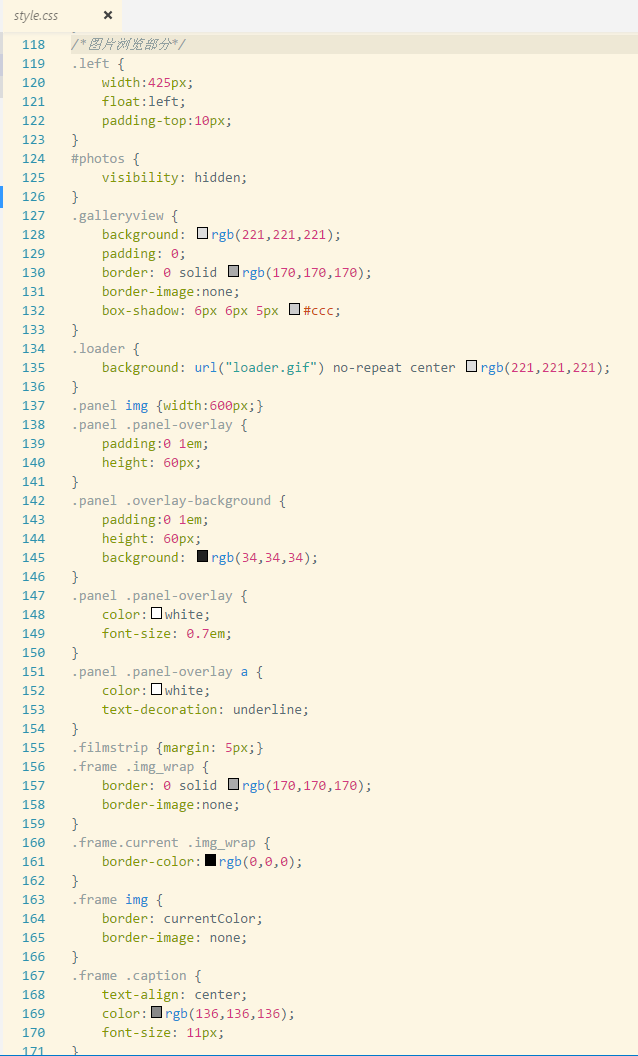 style.css ×
118 /*图片浏览部分*/
119 .left {
120     width:425px;
121     float:left;
122     padding-top:10px;
123 }
124 #photos {
125     visibility: hidden;
126 }
127 .galleryview {
128     background: rgb(221,221,221);
129     padding: 0;
130     border: 0 solid rgb(170,170,170);
131     border-image:none;
132     box-shadow: 6px 6px 5px #ccc;
133 }
134 .loader {
135     background: url("loader.gif") no-repeat center rgb(221,221,221);
136 }
137 .panel img {width:600px;}
138 .panel .panel-overlay {
139     padding:0 1em;
140     height: 60px;
141 }
142 .panel .overlay-background {
143     padding:0 1em;
144     height: 60px;
145     background: rgb(34,34,34);
146 }
147 .panel .panel-overlay {
148     color:white;
149     font-size: 0.7em;
150 }
151 .panel .panel-overlay a {
152     color:white;
153     text-decoration: underline;
154 }
155 .filmstrip {margin: 5px;}
156 .frame .img_wrap {
157     border: 0 solid rgb(170,170,170);
158     border-image:none;
159 }
160 .frame.current .img_wrap {
161     border-color:rgb(0,0,0);
162 }
163 .frame img {
164     border: currentColor;
165     border-image: none;
166 }
167 .frame .caption {
168     text-align: center;
169     color:rgb(136,136,136);
170     font-size: 11px;
171 }